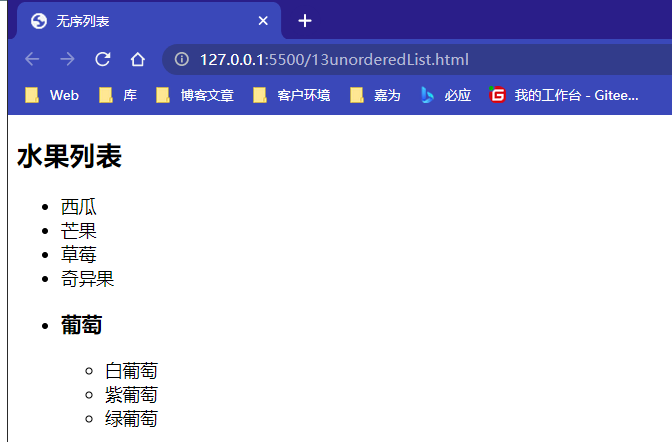 无序列表
127.0.0.1:5500/13unorderedList.html
Web 库 博客文章 客户环境 嘉为 必应 我的工作台 - Gitee...
水果列表
西瓜
芒果
草莓
奇异果
葡萄
白葡萄
紫葡萄
绿葡萄